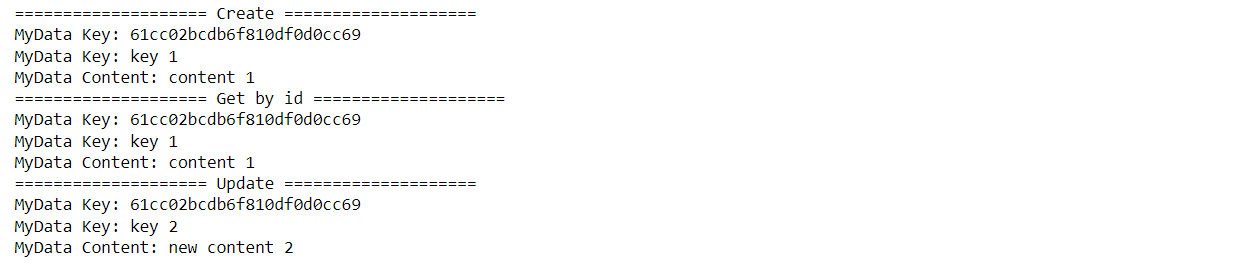 ==================== Create ====================
MyData Key: 61cc02bcdb6f810df0d0cc69
MyData Key: key 1
MyData Content: content 1
==================== Get by id ====================
MyData Key: 61cc02bcdb6f810df0d0cc69
MyData Key: key 1
MyData Content: content 1
==================== Update ====================
MyData Key: 61cc02bcdb6f810df0d0cc69
MyData Key: key 2
MyData Content: new content 2